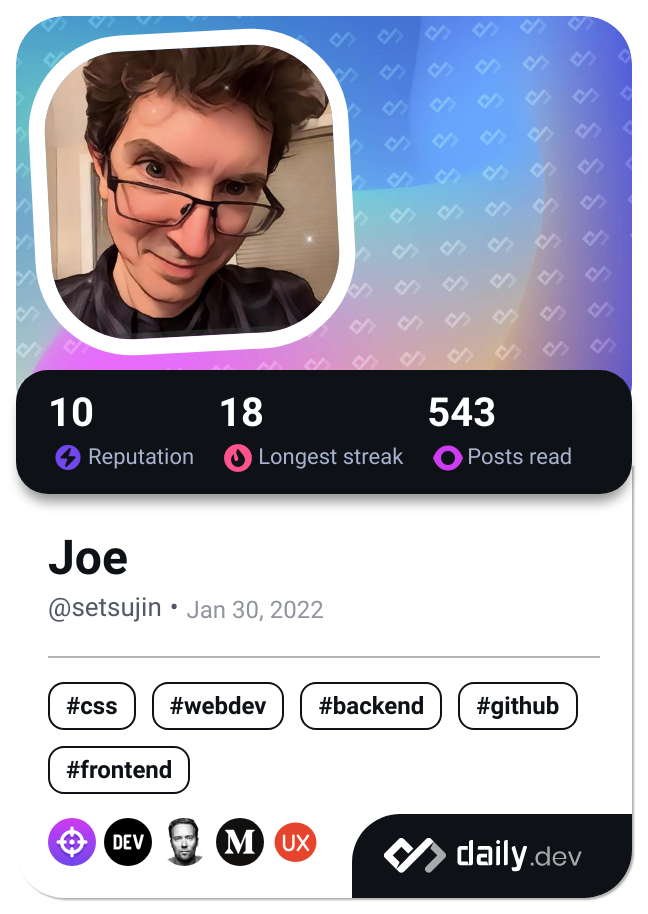 10 18 543
Reputation Longest streak Posts read
Joe
@setsujin • Jan 30, 2022
#css #webdev #backend #github
#frontend
DEV M UX
daily.dev